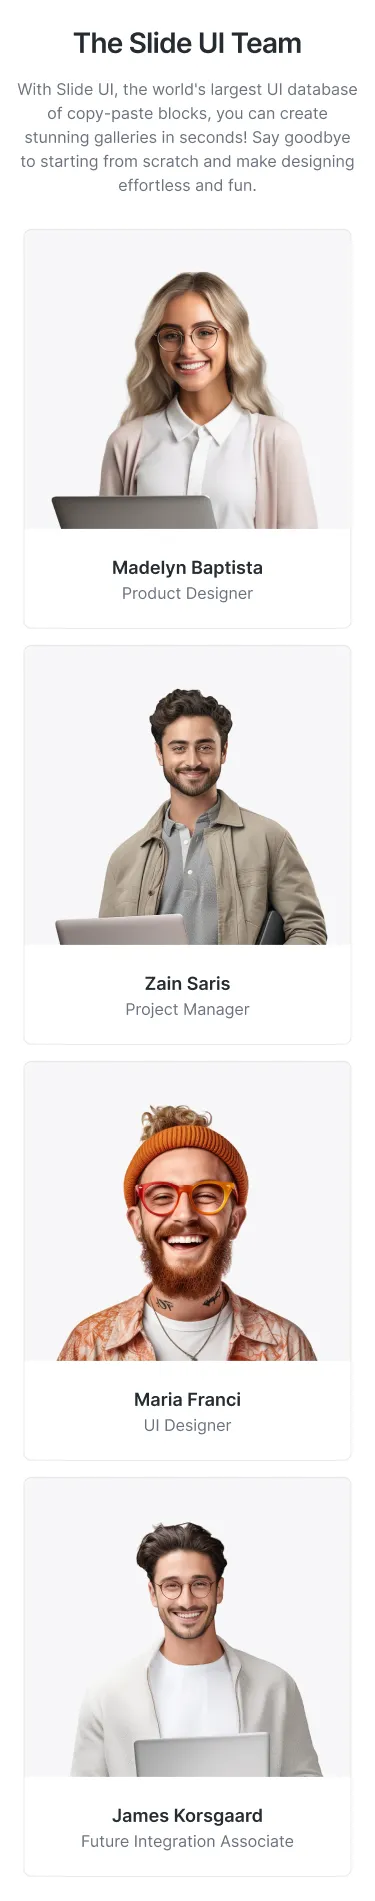 The Slide UI Team
With Slide UI, the world's largest UI database
of copy-paste blocks, you can create
stunning galleries in seconds! Say goodbye
to starting from scratch and make designing
effortless and fun.
Madelyn Baptista
Product Designer
Zain Saris
Project Manager
Maria Franci
UI Designer
James Korsgaard
Future Integration Associate